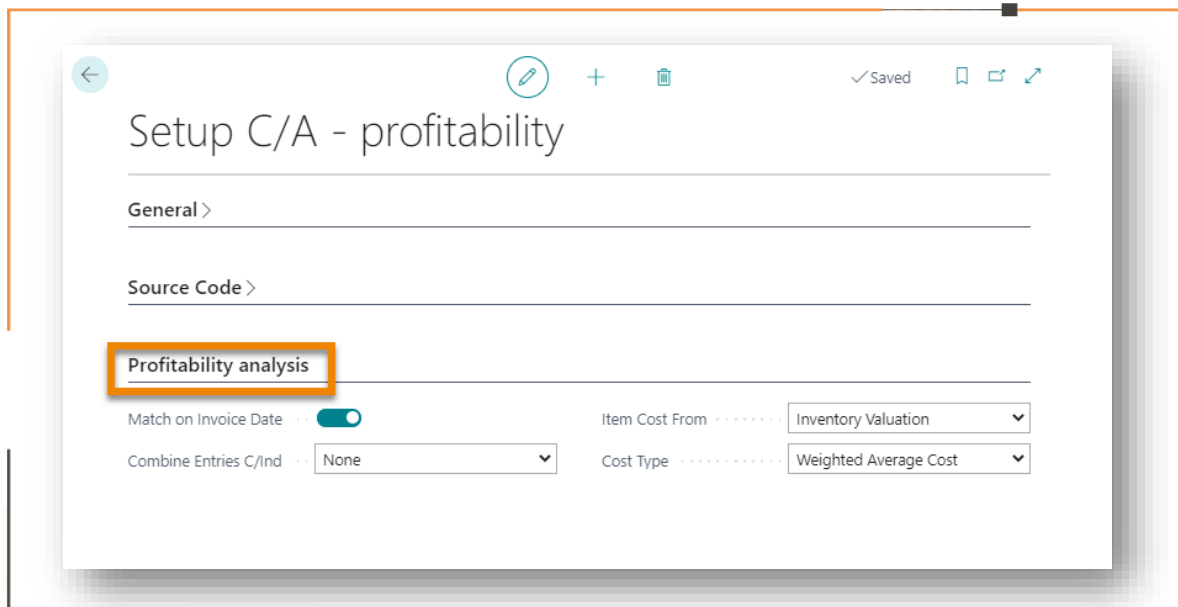 Saved
Setup C/A - profitability
General
Source Code
Profitability analysis
Match on Invoice Date
Item Cost From
Inventory Valuation
Combine Entries C/Ind
None
Cost Type
Weighted Average Cost